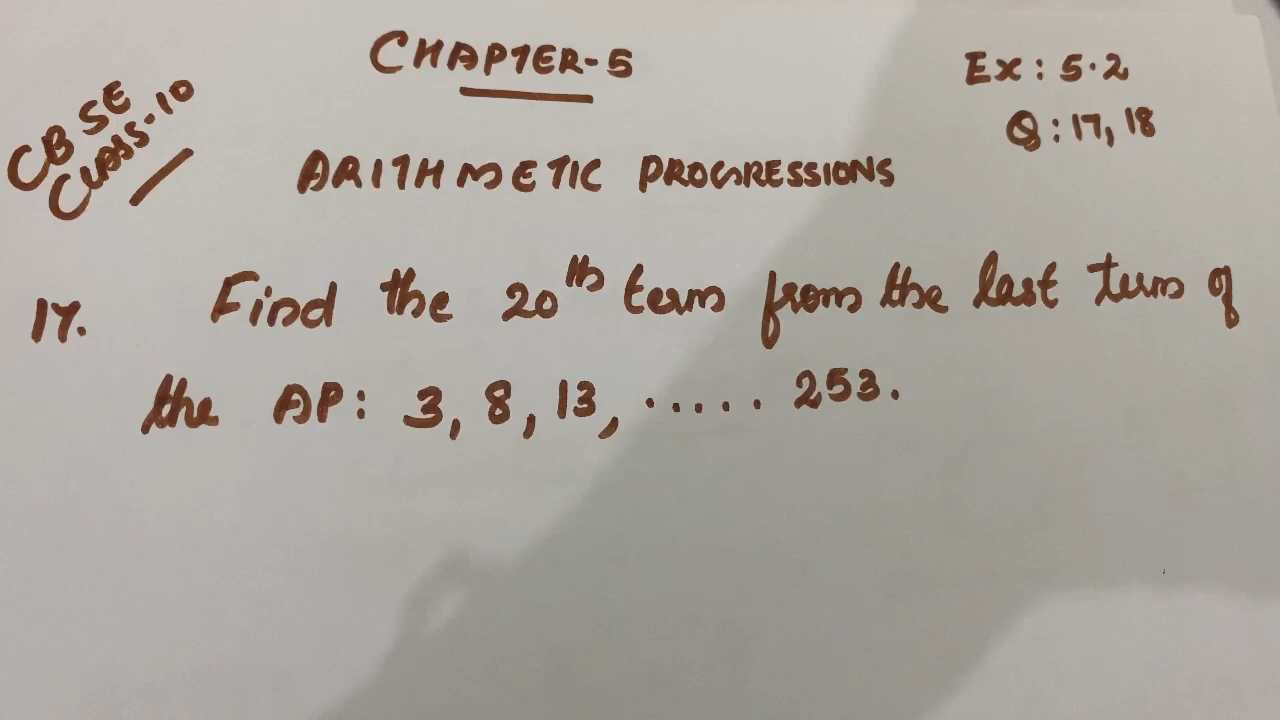 CHAPTER-5
Ex: 5.2
CBSE
CLASS-10
Q: 17, 18
ARITHMETIC PROGRESSIONS
17. Find the 20th term from the last term of
the AP: 3, 8, 13, ..... 253.